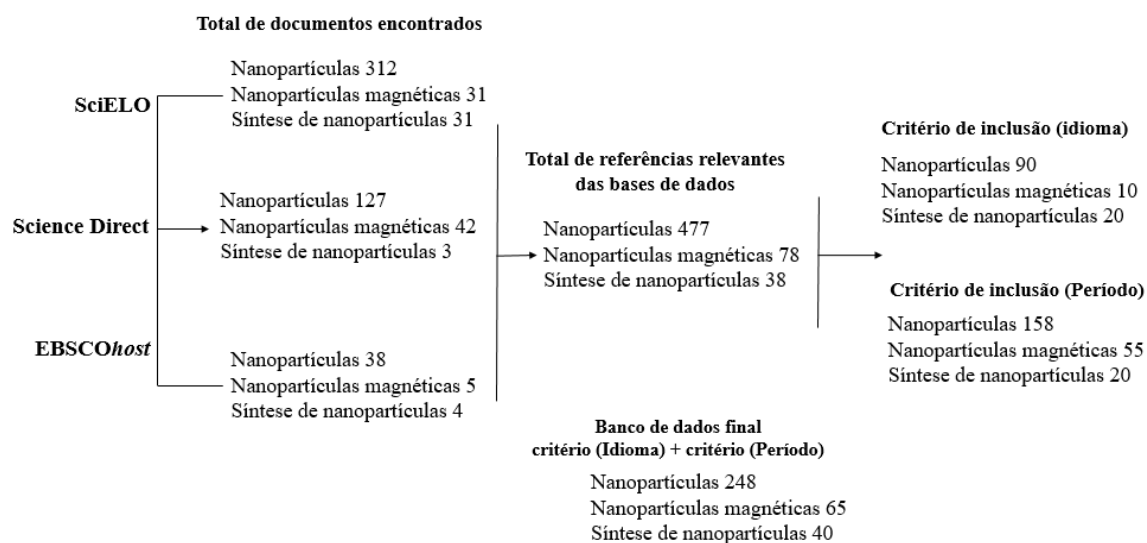 Total de documentos encontrados
SciELO
Nanopartículas 312
Nanopartículas magnéticas 31
Síntese de nanopartículas 31
Science Direct
Nanopartículas 127
Nanopartículas magnéticas 42
Síntese de nanopartículas 3
EBSCOhost
Nanopartículas 38
Nanopartículas magnéticas 5
Síntese de nanopartículas 4
Total de referências relevantes
das bases de dados
Nanopartículas 477
Nanopartículas magnéticas 78
Síntese de nanopartículas 38
Critério de inclusão (idioma)
Nanopartículas 90
Nanopartículas magnéticas 10
Síntese de nanopartículas 20
Critério de inclusão (Período)
Nanopartículas 158
Nanopartículas magnéticas 55
Síntese de nanopartículas 20
Banco de dados final
critério (Idioma) + critério (Período)
Nanopartículas 248
Nanopartículas magnéticas 65
Síntese de nanopartículas 40